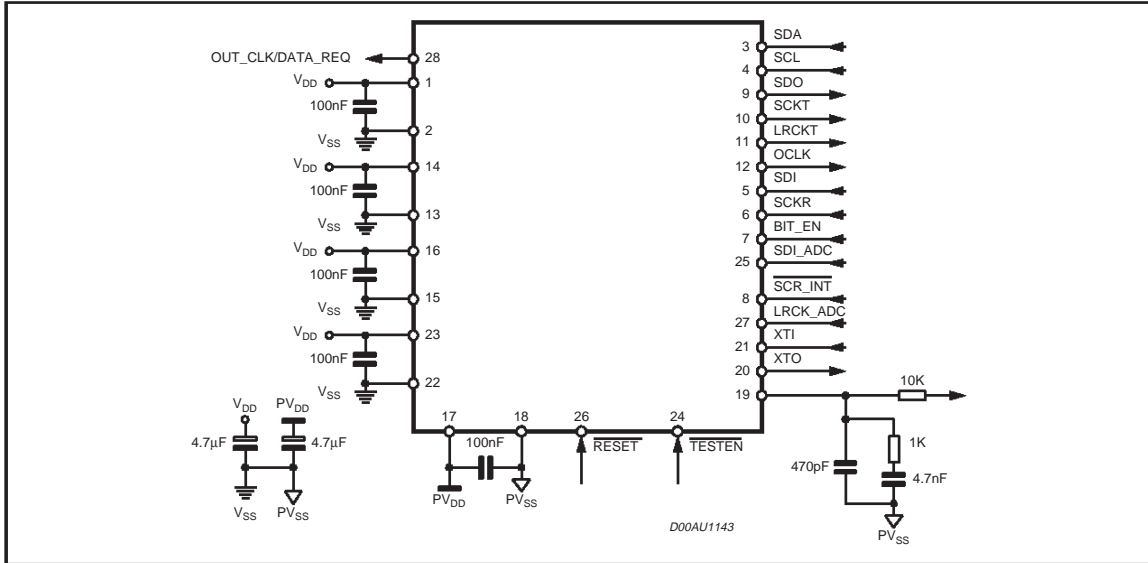 OUT_CLK/DATA_REQ
28
VDD
1
100nF
2
VSS
VDD
14
100nF
13
VSS
VDD
16
100nF
15
VSS
VDD
23
100nF
22
VSS
3
SDA
4
SCL
9
SDO
10
SCKT
11
LRCKT
12
OCLK
5
SDI
6
SCKR
7
BIT_EN
25
SDI_ADC
8
SCR_INT
27
LRCK_ADC
21
XTI
20
XTO
19
10K
1K
470pF
4.7nF
PVSS
VDD
PVDD
4.7μF
4.7μF
VSS
PVSS
17
18
26
24
100nF
RESET
TESTEN
PVDD
PVSS
D00AU1143